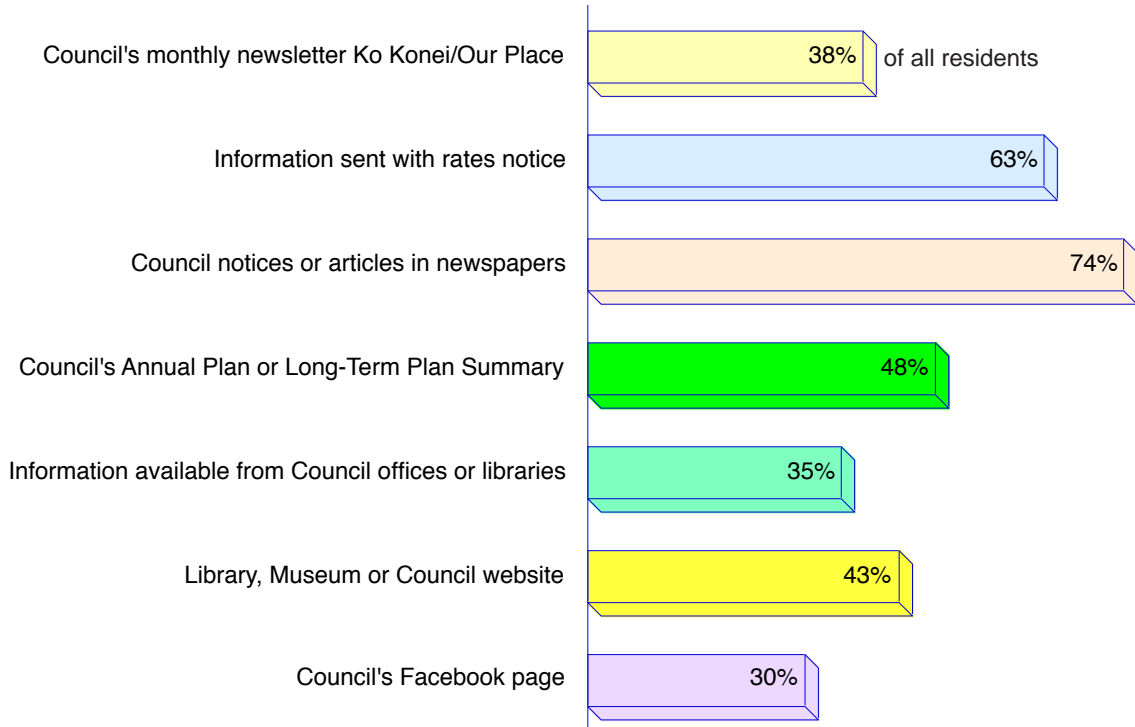 Council's monthly newsletter Ko Konei/Our Place 38% of all residents
Information sent with rates notice 63%
Council notices or articles in newspapers 74%
Council's Annual Plan or Long-Term Plan Summary 48%
Information available from Council offices or libraries 35%
Library, Museum or Council website 43%
Council's Facebook page 30%